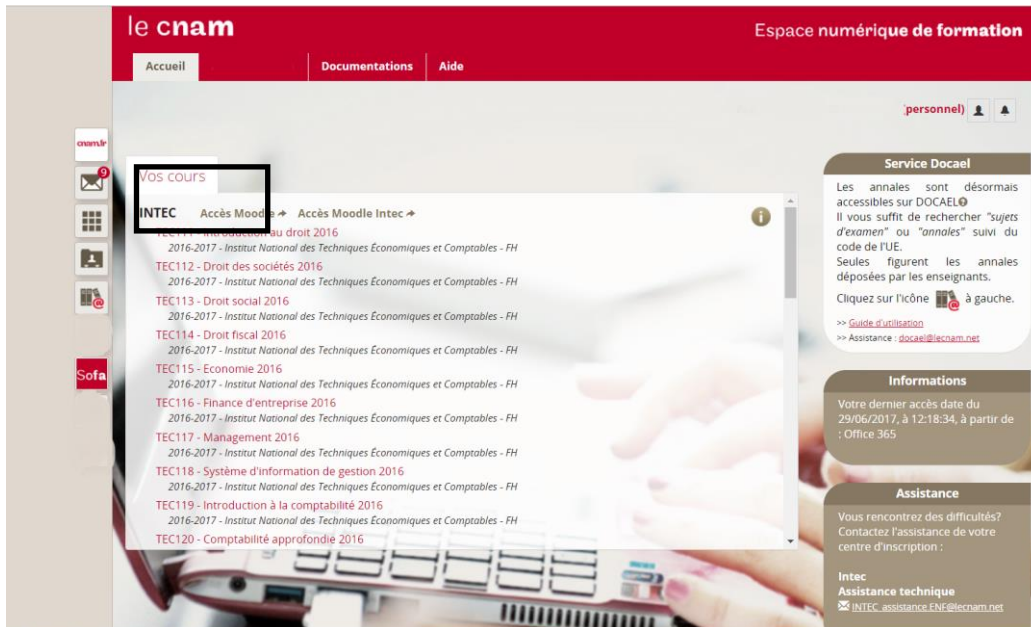 le cnam
Espace numérique de formation
Accueil
Documentations
Aide
personnel)
cnam.fr
9
Sofa
Vos cours
INTEC Accès Moodle Accès Moodle Intec
TEC111 - Introduction au droit 2016
2016-2017 - Institut National des Techniques Économiques et Comptables - FH
TEC112 - Droit des sociétés 2016
2016-2017 - Institut National des Techniques Économiques et Comptables - FH
TEC113 - Droit social 2016
2016-2017 - Institut National des Techniques Économiques et Comptables - FH
TEC114 - Droit fiscal 2016
2016-2017 - Institut National des Techniques Économiques et Comptables - FH
TEC115 - Economie 2016
2016-2017 - Institut National des Techniques Économiques et Comptables - FH
TEC116 - Finance d'entreprise 2016
2016-2017 - Institut National des Techniques Économiques et Comptables - FH
TEC117 - Management 2016
2016-2017 - Institut National des Techniques Économiques et Comptables - FH
TEC118 - Système d'information de gestion 2016
2016-2017 - Institut National des Techniques Économiques et Comptables - FH
TEC119 - Introduction à la comptabilité 2016
2016-2017 - Institut National des Techniques Économiques et Comptables - FH
TEC120 - Comptabilité approfondie 2016
Service Docael
Les annales sont désormais
accessibles sur DOCAEL
Il vous suffit de rechercher "sujets
d'examen" ou "annales" suivi du
code de l'UE.
Seules figurent les annales
déposées par les enseignants.
Cliquez sur l'icône à gauche.
>> Guide d'utilisation
>> Assistance : docael@lecnam.net
Informations
Votre dernier accès date du
29/06/2017, à 12:18:34, à partir de
: Office 365
Assistance
Vous rencontrez des difficultés?
Contactez l'assistance de votre
centre d'inscription :
Intec
Assistance technique
INTEC_assistance.ENF@lecnam.net